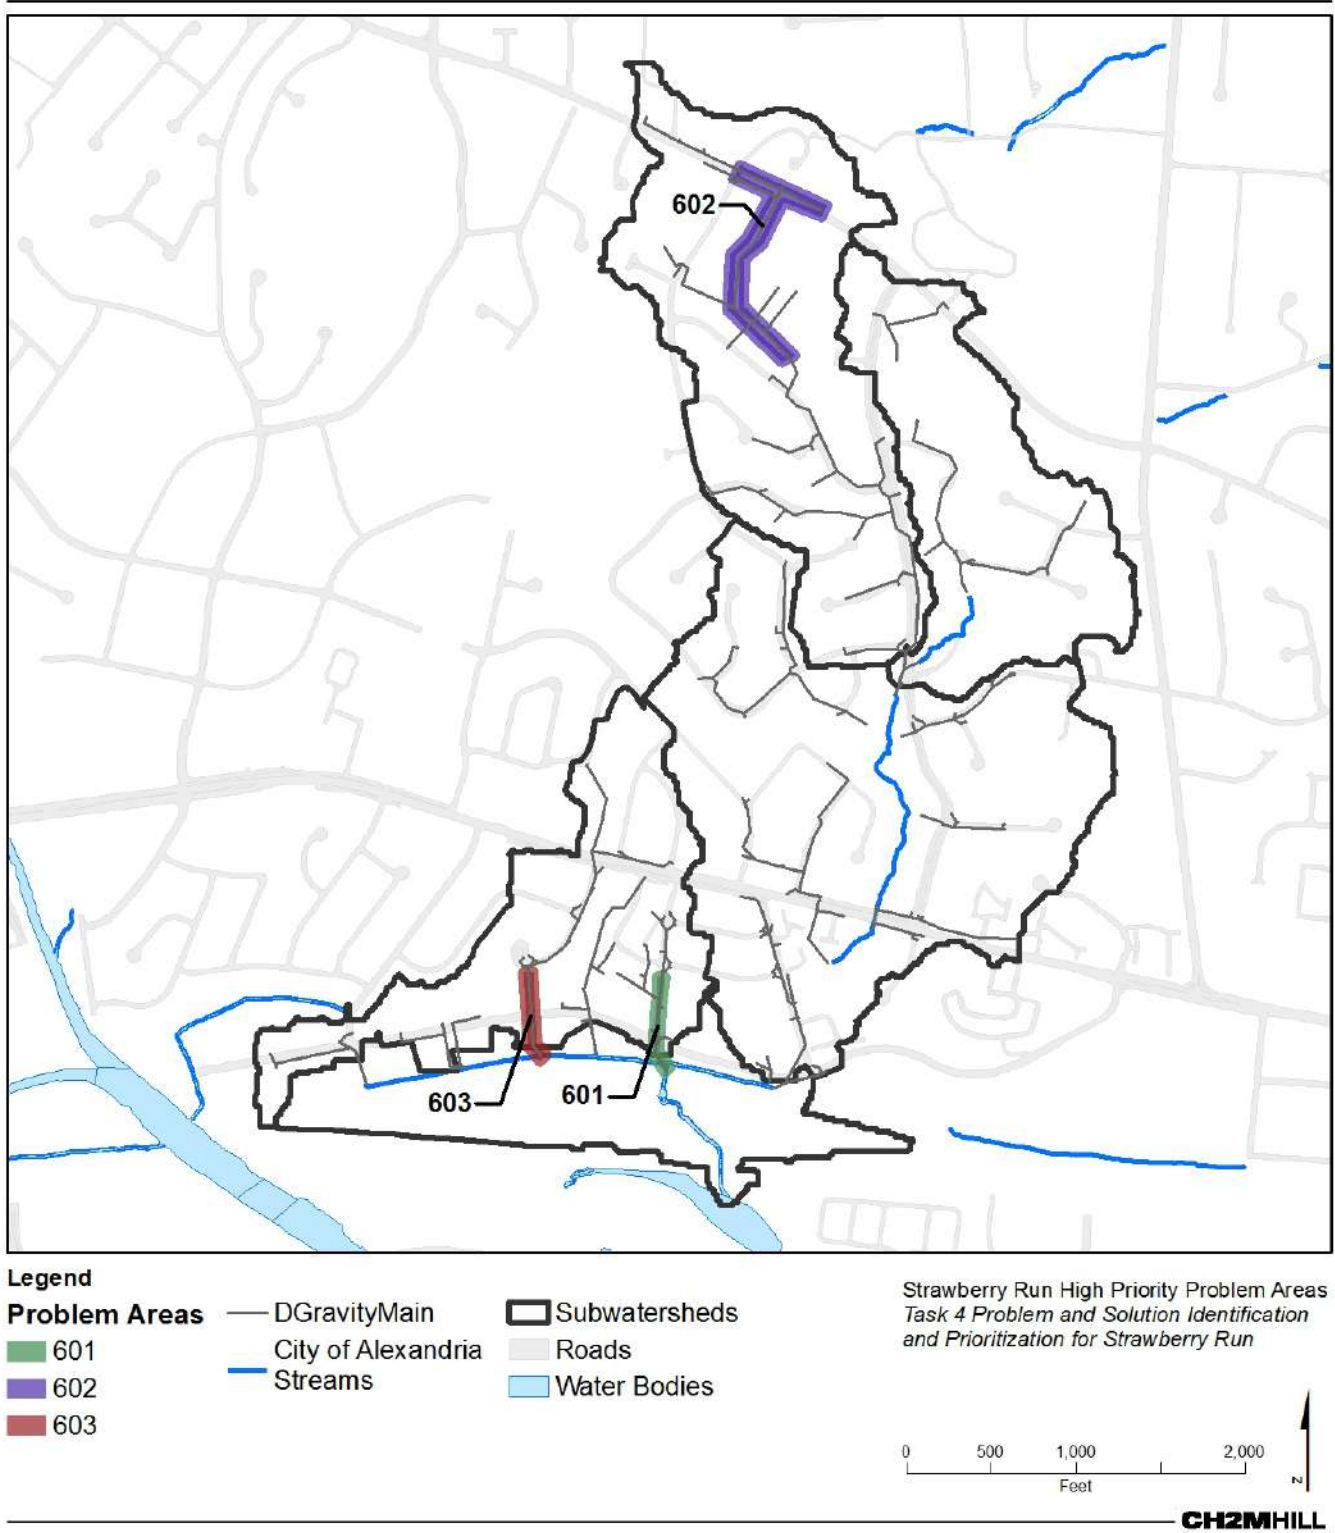 602
603
601
Legend
Problem Areas
601
602
603
DGravityMain
City of Alexandria
Streams
Subwatersheds
Roads
Water Bodies
Strawberry Run High Priority Problem Areas
Task 4 Problem and Solution Identification
and Prioritization for Strawberry Run
0 500 1,000 2,000
Feet
N
CH2MHILL